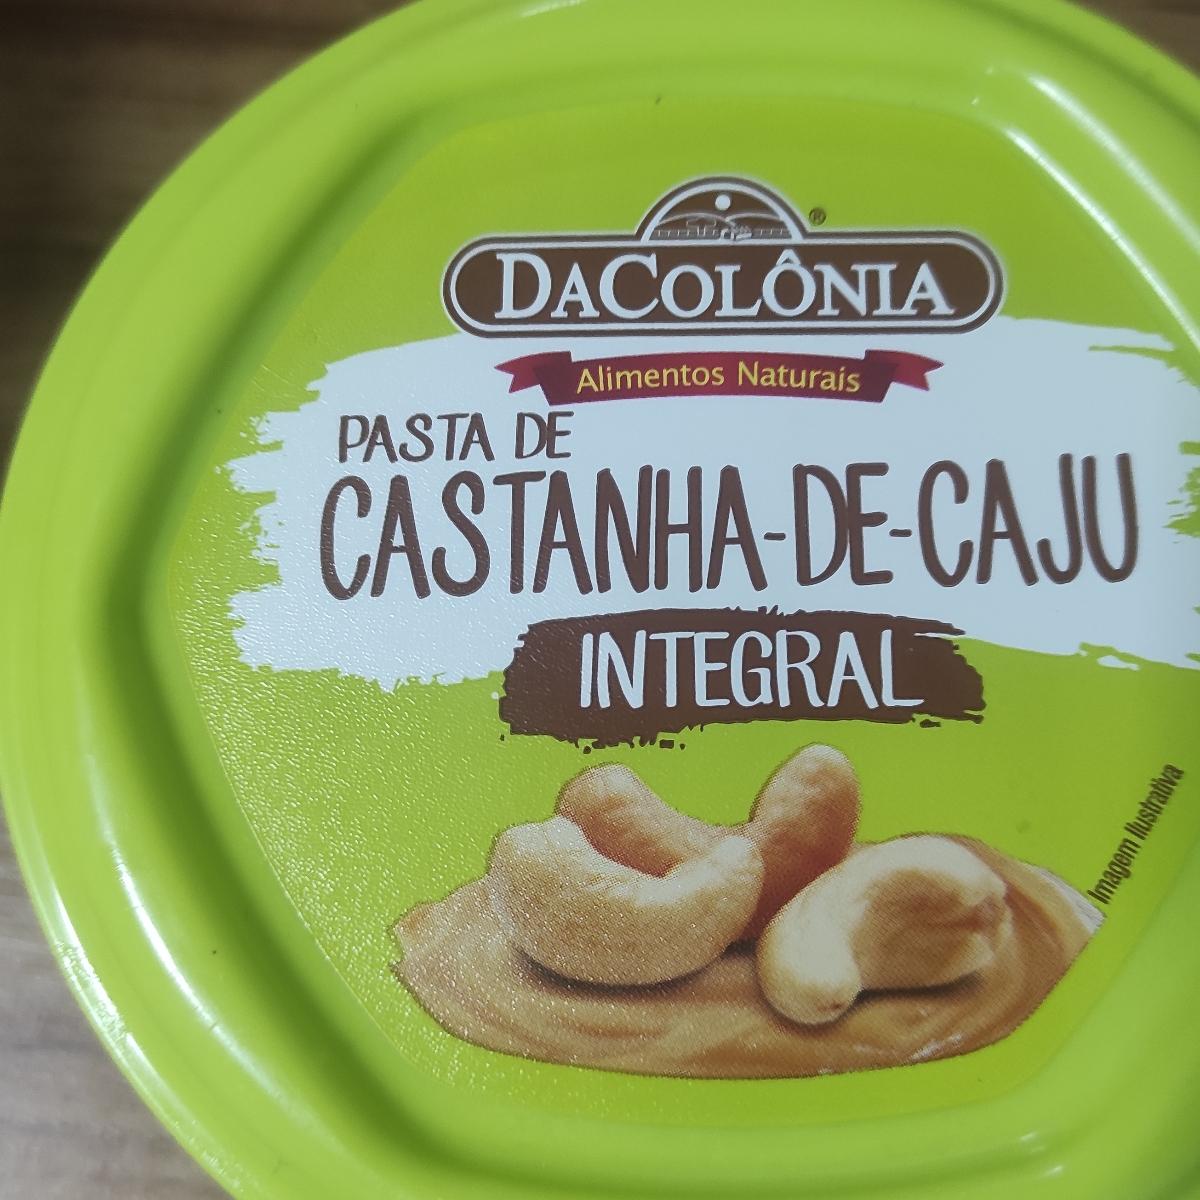 DACOLÔNIA ®
Alimentos Naturais
PASTA DE
CASTANHA-DE-CAJU
INTEGRAL
Imagem Ilustrativa